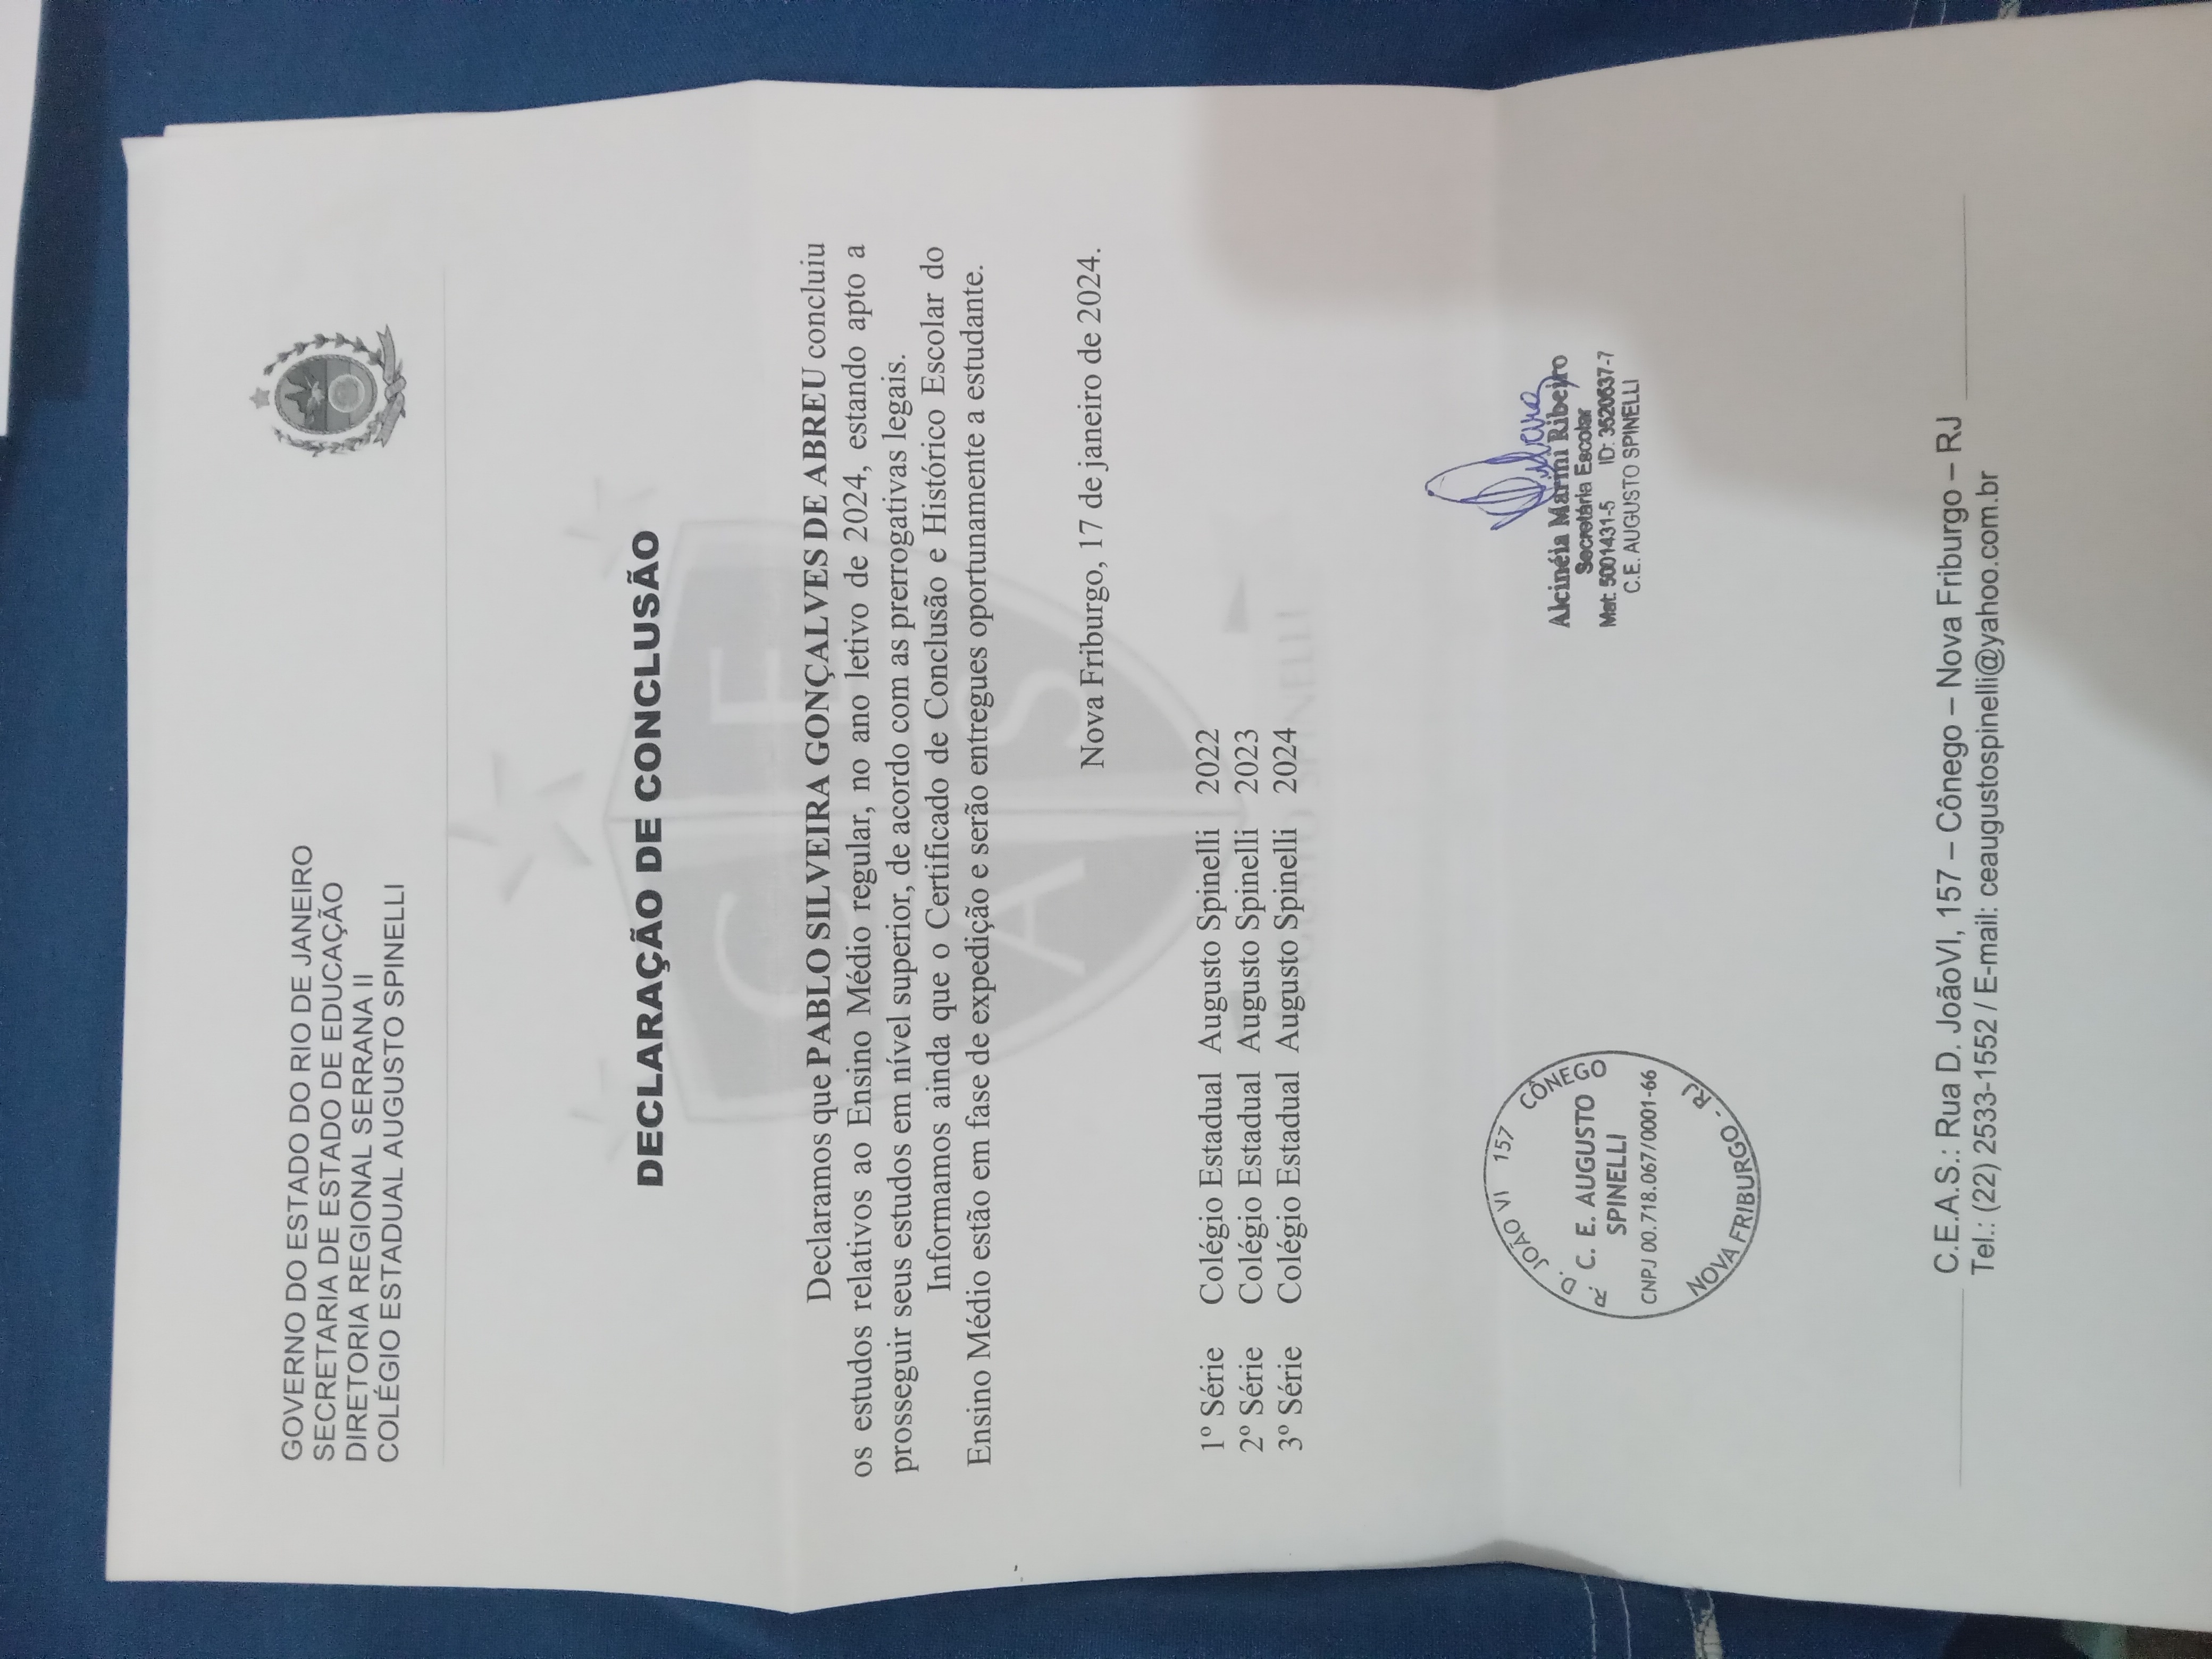 GOVERNO DO ESTADO DO RIO DE JANEIRO
SECRETARIA DE ESTADO DE EDUCAÇÃO
DIRETORIA REGIONAL SERRANA II
COLÉGIO ESTADUAL AUGUSTO SPINELLI
DECLARAÇÃO DE CONCLUSÃO
Declaramos que PABLO SILVEIRA GONÇALVES DE ABREU concluiu
os estudos relativos ao Ensino Médio regular, no ano letivo de 2024, estando apto a
prosseguir seus estudos em nível superior, de acordo com as prerrogativas legais.
Informamos ainda que o Certificado de Conclusão e Histórico Escolar do
Ensino Médio estão em fase de expedição e serão entregues oportunamente a estudante.
Nova Friburgo, 17 de janeiro de 2024.
1º Série Colégio Estadual Augusto Spinelli 2022
2º Série Colégio Estadual Augusto Spinelli 2023
3º Série Colégio Estadual Augusto Spinelli 2024
C E
A S
AUGUSTO SPINELLI
R. D. JOÃO VI 157 CÔNEGO
C. E. AUGUSTO
SPINELLI
CNPJ 00.718.067/0001-66
NOVA FRIBURGO - RJ
Alcinéia Marmi Ribeiro
Secretária Escolar
Mat: 5001431-5 ID: 3520637-7
C.E. AUGUSTO SPINELLI
C.E.A.S.: Rua D. JoãoVI, 157 – Cônego – Nova Friburgo – RJ
Tel.: (22) 2533-1552 / E-mail: ceaugustospinelli@yahoo.com.br